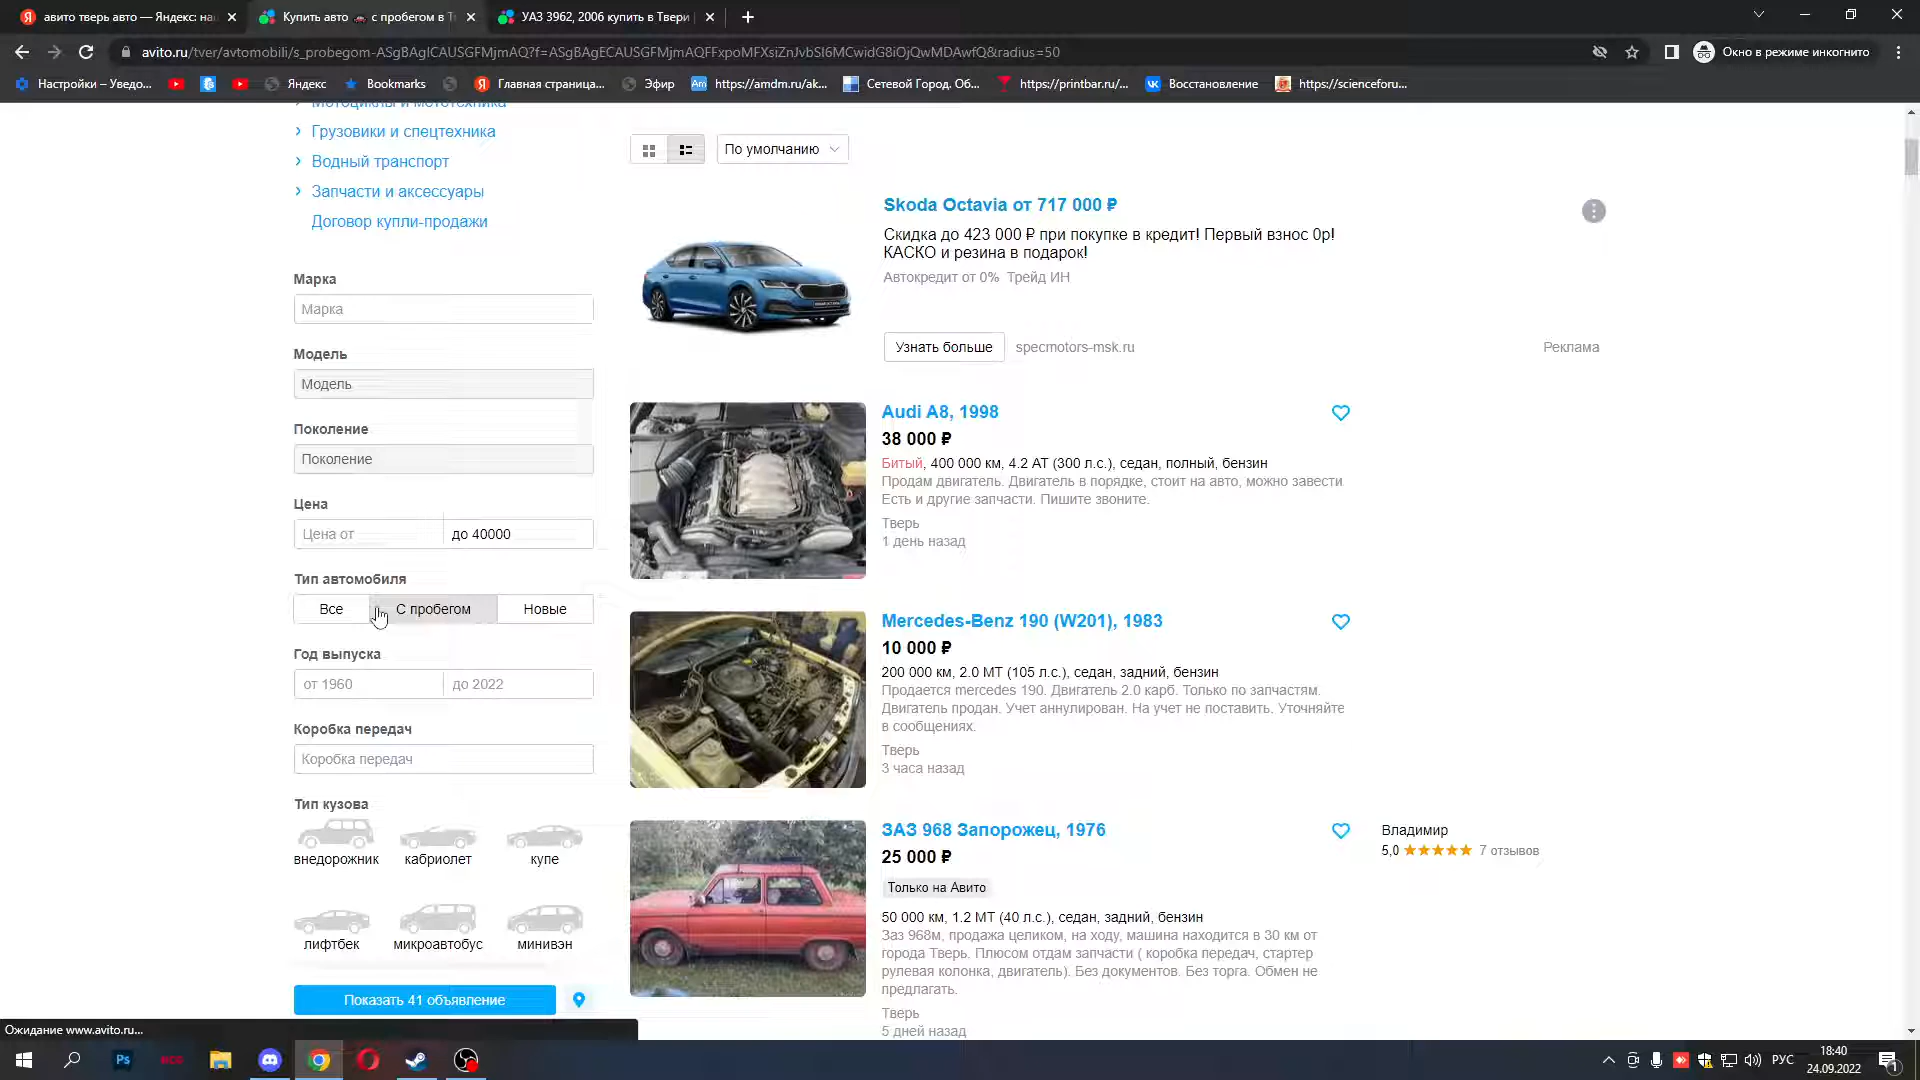 авито тверь авто — Яндекс: на
Купить авто 🚗 с пробегом в Т
УАЗ 3962, 2006 купить в Твери
avito.ru/tver/avtomobili/s_probegom-ASgBAgICAUSGFMjmAQ?f=ASgBAgECAUSGFMjmAQFFxpoMFXsiZnJvbSI6MCwidG8iOjQwMDAwfQ&radius=50
Окно в режиме инкогнито
Настройки – Уведо...
Яндекс
Bookmarks
Главная страница...
Эфир
Am
https://amdm.ru/ak...
Сетевой Город. Об...
https://printbar.ru/...
Восстановление
https://scienceforu...
Мотоциклы и мототехника
Грузовики и спецтехника
Водный транспорт
Запчасти и аксессуары
Договор купли-продажи
Марка
Марка
Модель
Модель
Поколение
Поколение
Цена
Цена от
до 40000
Тип автомобиля
Все
С пробегом
Новые
Год выпуска
от 1960
до 2022
Коробка передач
Коробка передач
Тип кузова
внедорожник
кабриолет
купе
лифтбек
микроавтобус
минивэн
Показать 41 объявление
По умолчанию
Skoda Octavia от 717 000 ₽
Скидка до 423 000 ₽ при покупке в кредит! Первый взнос 0р!
КАСКО и резина в подарок!
Автокредит от 0% Трейд ИН
Узнать больше
specmotors-msk.ru
Реклама
Audi A8, 1998
38 000 ₽
Битый, 400 000 км, 4.2 AT (300 л.с.), седан, полный, бензин
Продам двигатель. Двигатель в порядке, стоит на авто, можно завести
Есть и другие запчасти. Пишите звоните.
Тверь
1 день назад
Mercedes-Benz 190 (W201), 1983
10 000 ₽
200 000 км, 2.0 MT (105 л.с.), седан, задний, бензин
Продается mercedes 190. Двигатель 2.0 карб. Только по запчастям.
Двигатель продан. Учет аннулирован. На учет не поставить. Уточняйте
в сообщениях.
Тверь
3 часа назад
ЗАЗ 968 Запорожец, 1976
25 000 ₽
Только на Авито
50 000 км, 1.2 MT (40 л.с.), седан, задний, бензин
Заз 968м, продажа целиком, на ходу, машина находится в 30 км от
города Тверь. Плюсом отдам запчасти ( коробка передач, стартер
рулевая колонка, двигатель). Без документов. Без торга. Обмен не
предлагать.
Тверь
5 дней назад
Владимир
5,0
7 отзывов
Ожидание www.avito.ru...
Ps
РУС
18:40
24.09.2022
1